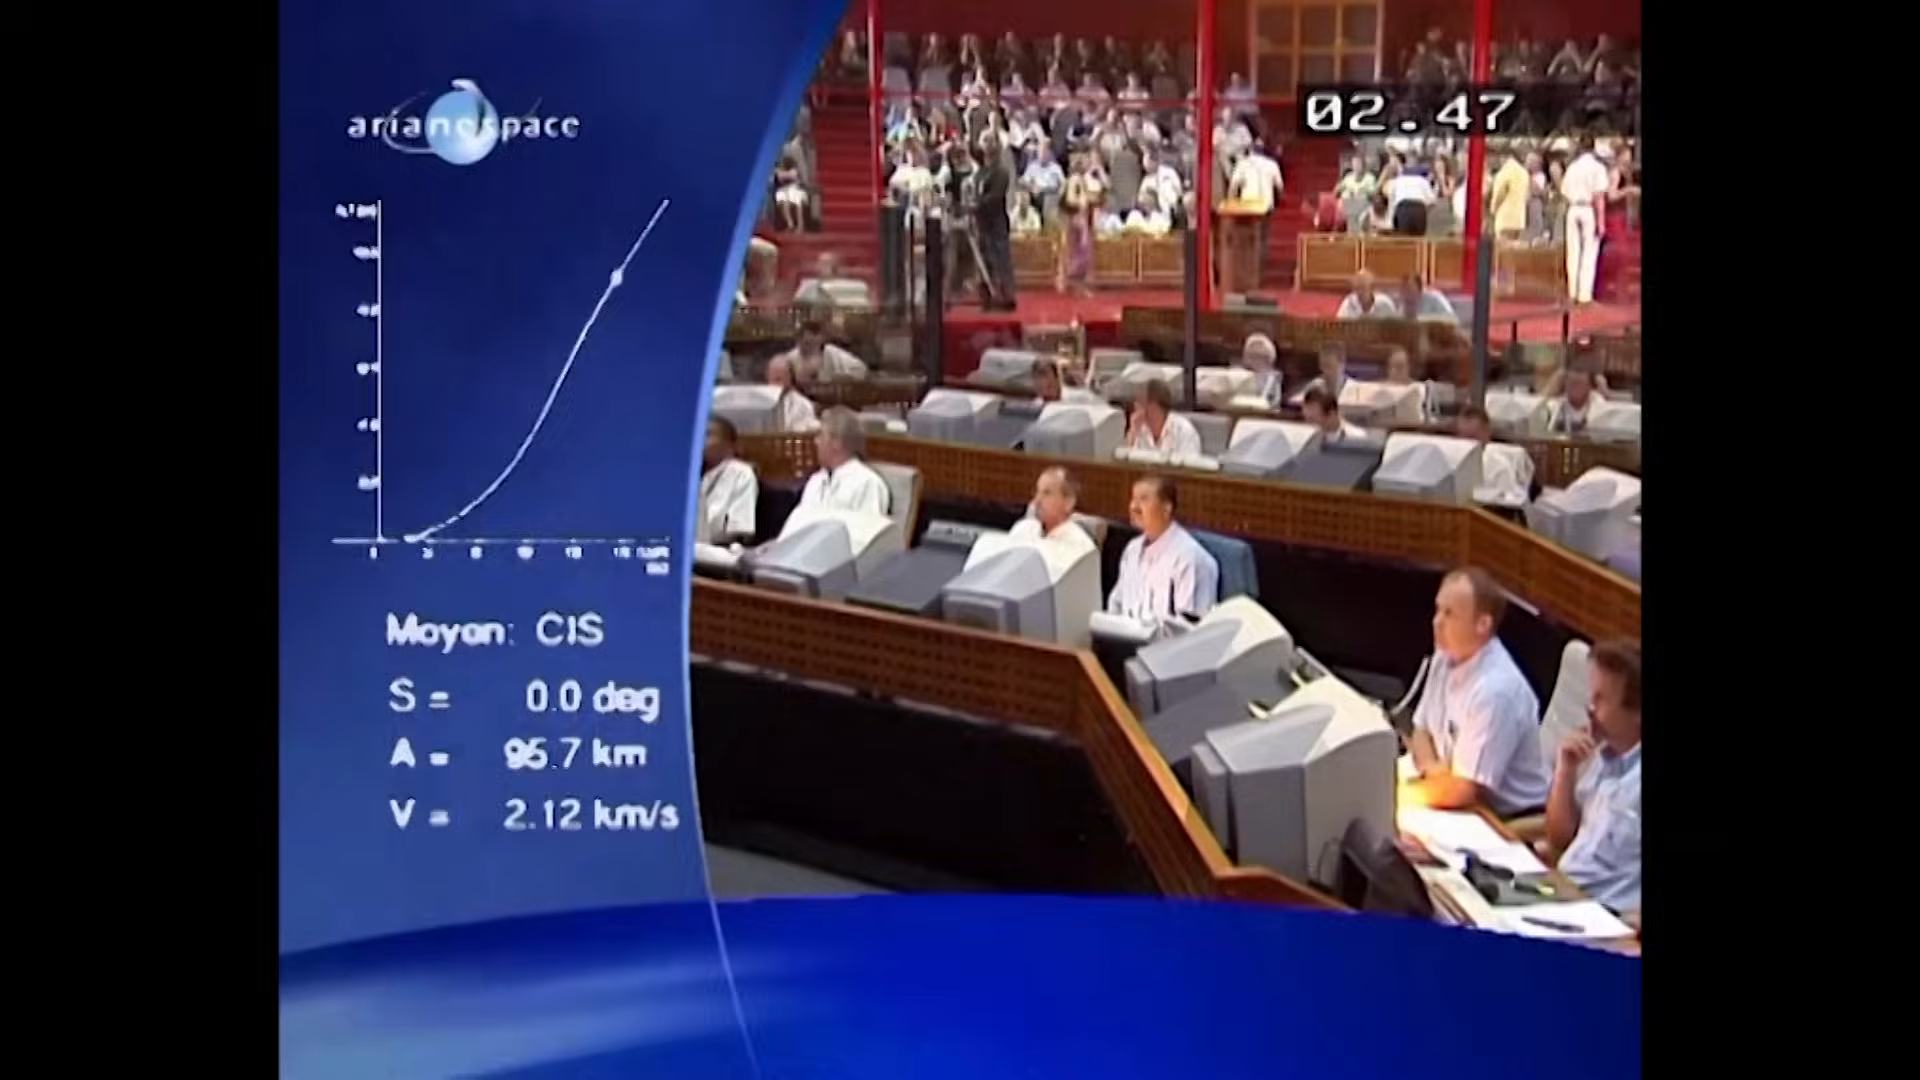 arianespace
02.47
Moyen: CIS
S = 0.0 deg
A = 95.7 km
V = 2.12 km/s